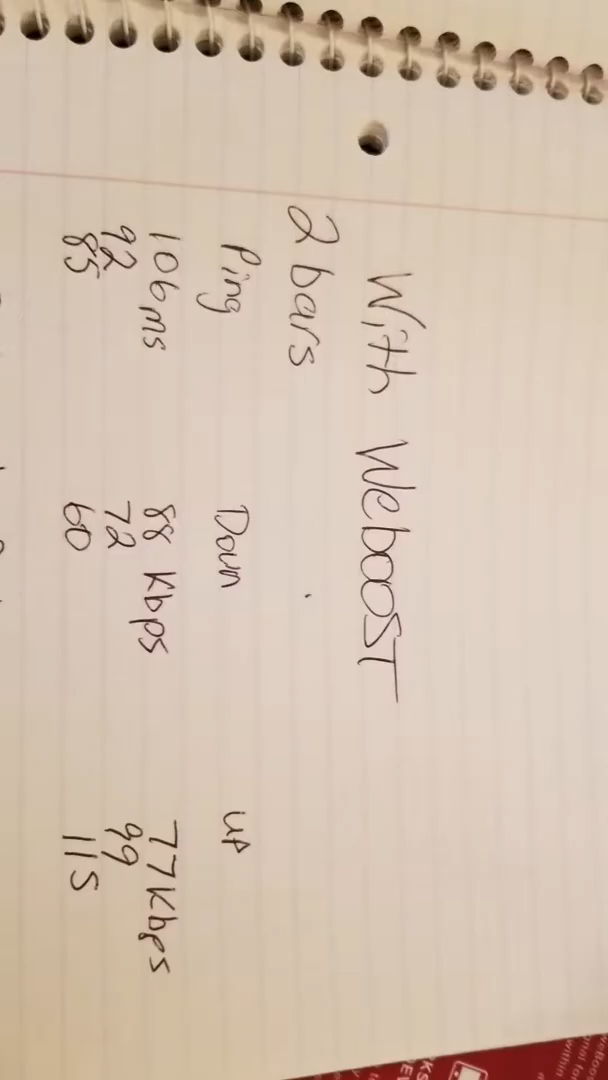 With WebooST
2 bars
Ping Down up
106ms 88 Kbps 77Kbps
92 72 99
85 60 115